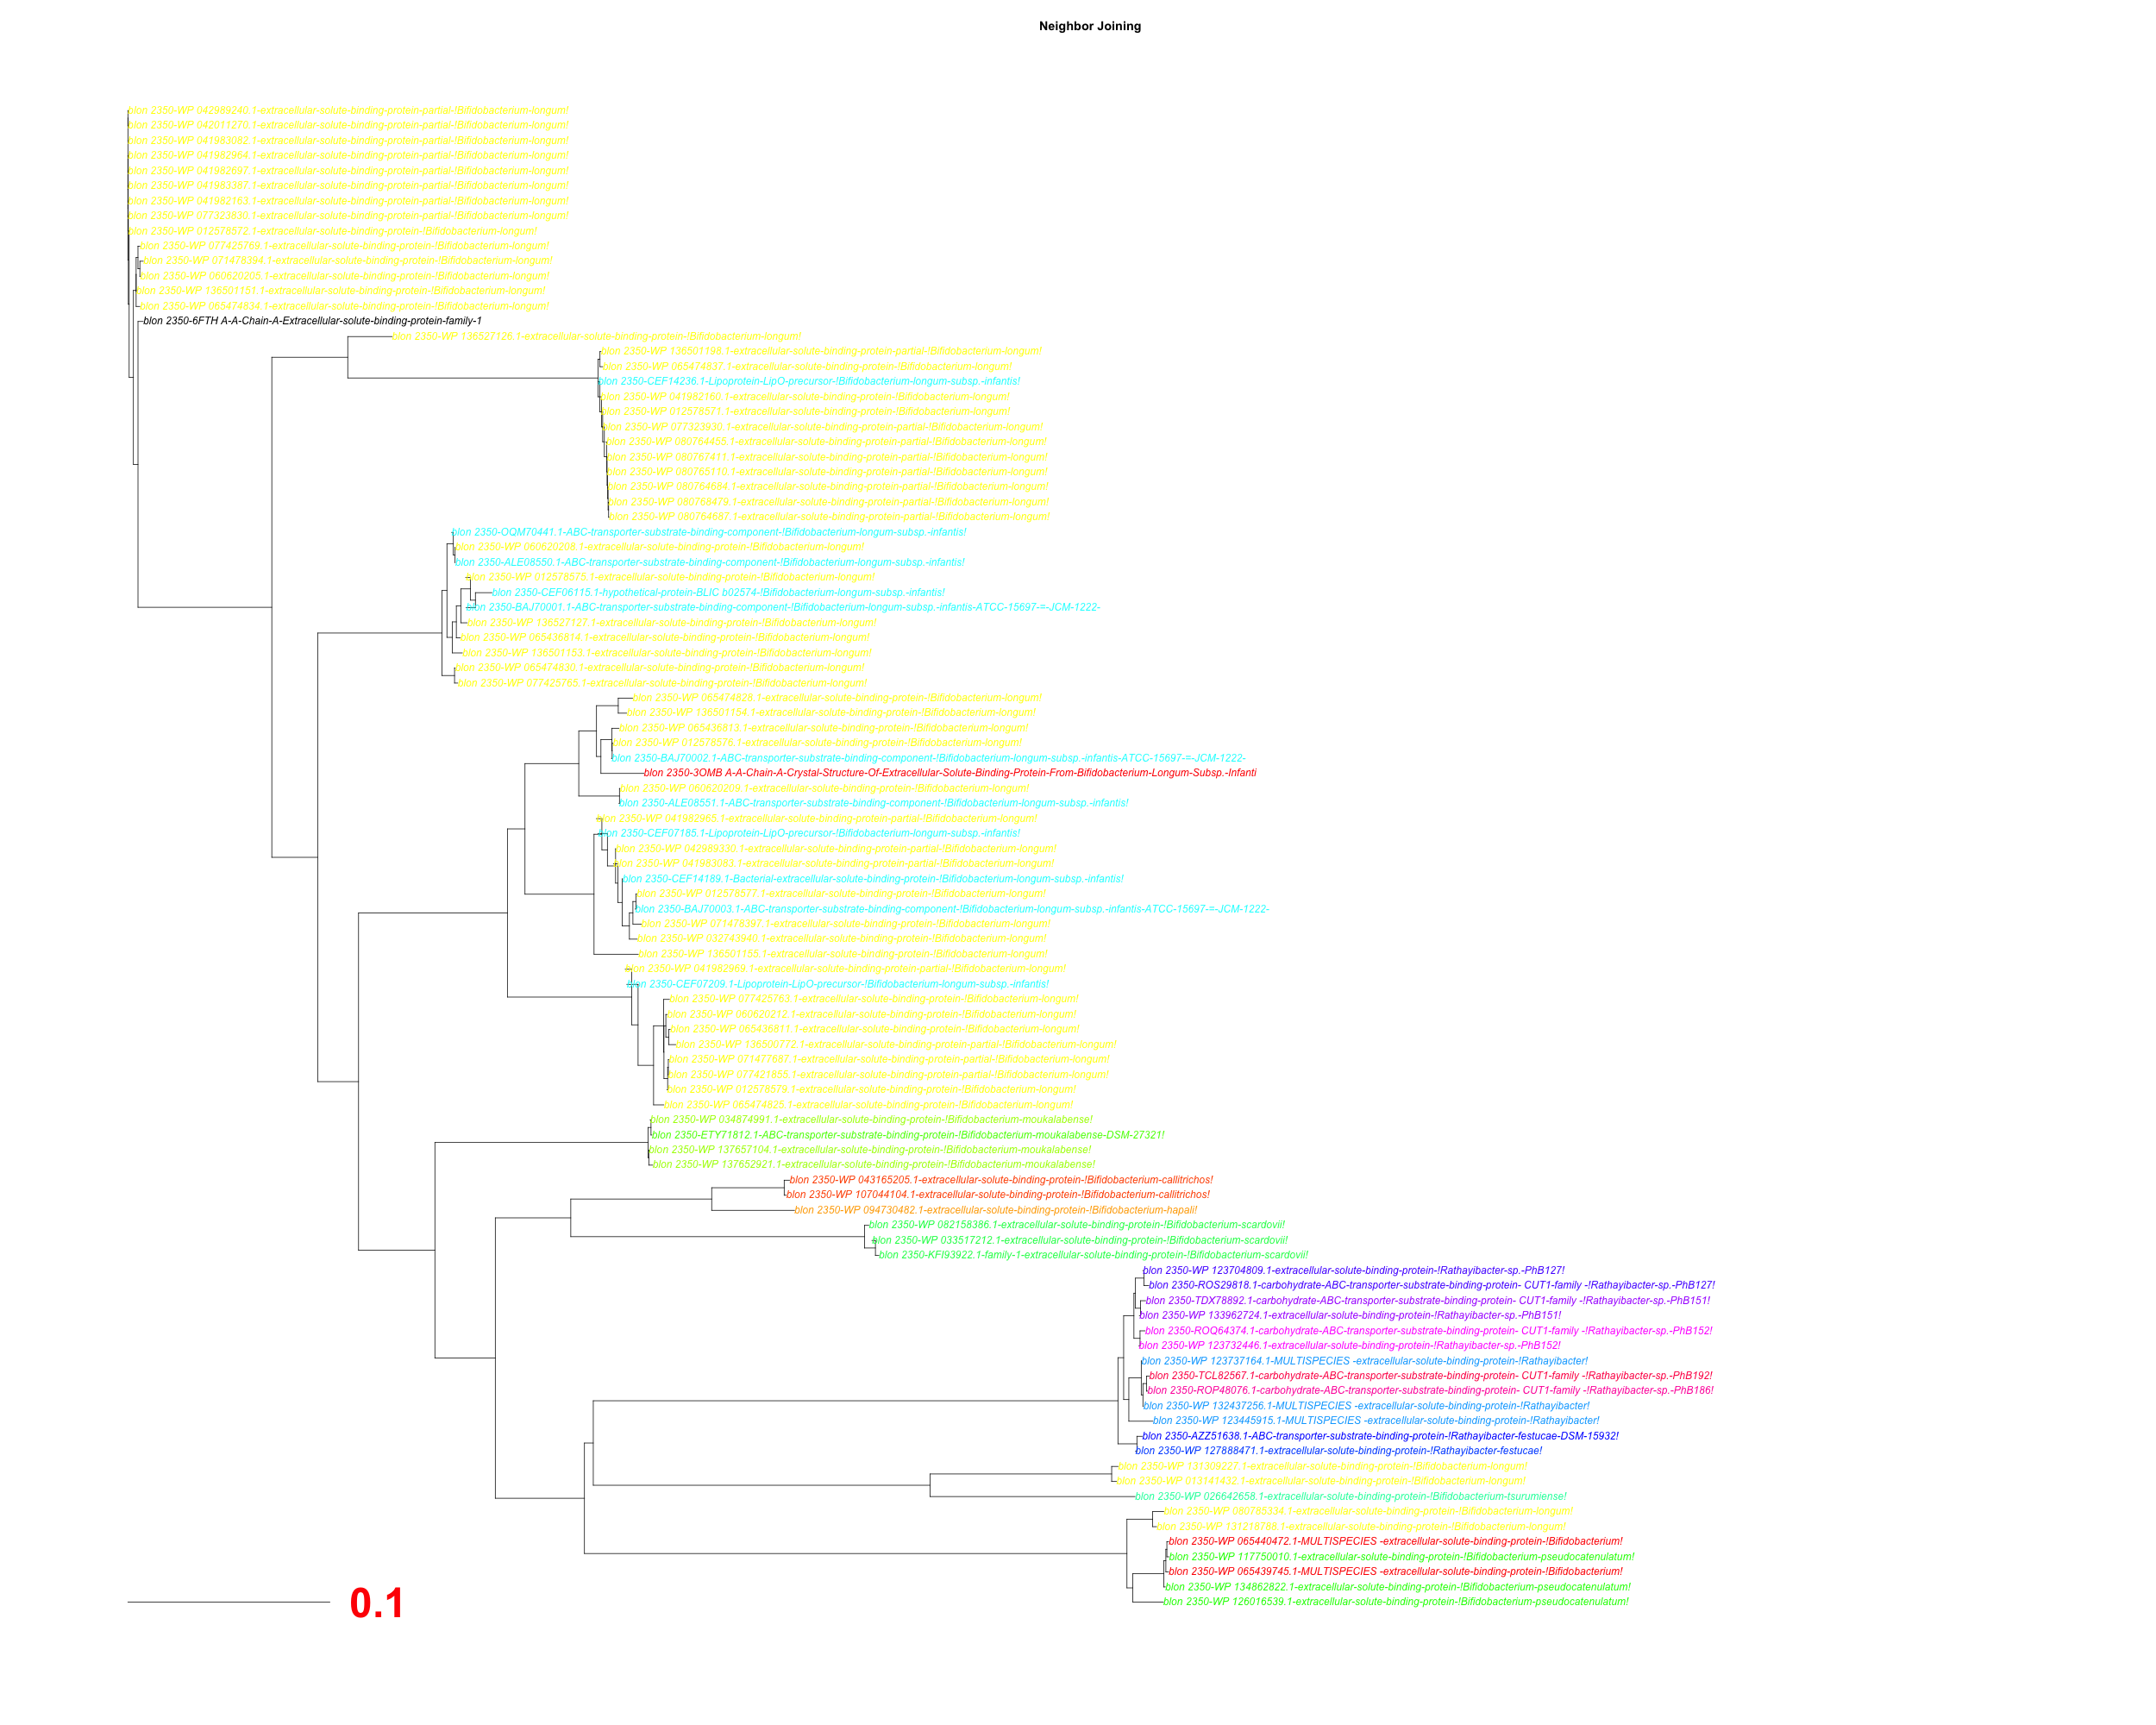 Neighbor Joining
blon 2350-WP 042989240.1-extracellular-solute-binding-protein-partial-!Bifidobacterium-longum!
blon 2350-WP 042011270.1-extracellular-solute-binding-protein-partial-!Bifidobacterium-longum!
blon 2350-WP 041983082.1-extracellular-solute-binding-protein-partial-!Bifidobacterium-longum!
blon 2350-WP 041982964.1-extracellular-solute-binding-protein-partial-!Bifidobacterium-longum!
blon 2350-WP 041982697.1-extracellular-solute-binding-protein-partial-!Bifidobacterium-longum!
blon 2350-WP 041983387.1-extracellular-solute-binding-protein-partial-!Bifidobacterium-longum!
blon 2350-WP 041982163.1-extracellular-solute-binding-protein-partial-!Bifidobacterium-longum!
blon 2350-WP 077323830.1-extracellular-solute-binding-protein-partial-!Bifidobacterium-longum!
blon 2350-WP 012578572.1-extracellular-solute-binding-protein-!Bifidobacterium-longum!
blon 2350-WP 077425769.1-extracellular-solute-binding-protein-!Bifidobacterium-longum!
blon 2350-WP 071478394.1-extracellular-solute-binding-protein-!Bifidobacterium-longum!
blon 2350-WP 060620205.1-extracellular-solute-binding-protein-!Bifidobacterium-longum!
blon 2350-WP 136501151.1-extracellular-solute-binding-protein-!Bifidobacterium-longum!
blon 2350-WP 065474834.1-extracellular-solute-binding-protein-!Bifidobacterium-longum!
blon 2350-6FTH A-A-Chain-A-Extracellular-solute-binding-protein-family-1
blon 2350-WP 136527126.1-extracellular-solute-binding-protein-!Bifidobacterium-longum!
blon 2350-WP 136501196.1-extracellular-solute-binding-protein-partial-!Bifidobacterium-longum!
blon 2350-WP 065474837.1-extracellular-solute-binding-protein-!Bifidobacterium-longum!
blon 2350-CEF14236.1-Lipoprotein-LipO-precursor-!Bifidobacterium-longum-subsp.-infantis!
blon 2350-WP 041982160.1-extracellular-solute-binding-protein-!Bifidobacterium-longum!
blon 2350-WP 012578571.1-extracellular-solute-binding-protein-!Bifidobacterium-longum!
blon 2350-WP 077323939.1-extracellular-solute-binding-protein-partial-!Bifidobacterium-longum!
blon 2350-WP 080764455.1-extracellular-solute-binding-protein-partial-!Bifidobacterium-longum!
blon 2350-WP 080767411.1-extracellular-solute-binding-protein-partial-!Bifidobacterium-longum!
blon 2350-WP 080765110.1-extracellular-solute-binding-protein-partial-!Bifidobacterium-longum!
blon 2350-WP 080764684.1-extracellular-solute-binding-protein-partial-!Bifidobacterium-longum!
blon 2350-WP 080768479.1-extracellular-solute-binding-protein-partial-!Bifidobacterium-longum!
blon 2350-WP 080764687.1-extracellular-solute-binding-protein-partial-!Bifidobacterium-longum!
blon 2350-OQM70441.1-ABC-transporter-substrate-binding-component-!Bifidobacterium-longum-subsp.-infantis!
blon 2350-WP 060620208.1-extracellular-solute-binding-protein-!Bifidobacterium-longum!
blon 2350-ALE08550.1-ABC-transporter-substrate-binding-component-!Bifidobacterium-longum-subsp.-infantis!
blon 2350-WP 012578575.1-extracellular-solute-binding-protein-!Bifidobacterium-longum!
blon 2350-CEF06115.1-hypothetical-protein-BLIC b02574-!Bifidobacterium-longum-subsp.-infantis!
blon 2350-BAJ70001.1-ABC-transporter-substrate-binding-component-!Bifidobacterium-longum-subsp.-infantis-ATCC-15697-=-JCM-1222-
blon 2350-WP 136527127.1-extracellular-solute-binding-protein-!Bifidobacterium-longum!
blon 2350-WP 065436814.1-extracellular-solute-binding-protein-!Bifidobacterium-longum!
blon 2350-WP 136501153.1-extracellular-solute-binding-protein-!Bifidobacterium-longum!
blon 2350-WP 065474830.1-extracellular-solute-binding-protein-!Bifidobacterium-longum!
blon 2350-WP 077425765.1-extracellular-solute-binding-protein-!Bifidobacterium-longum!
blon 2350-WP 065474828.1-extracellular-solute-binding-protein-!Bifidobacterium-longum!
blon 2350-WP 136501154.1-extracellular-solute-binding-protein-!Bifidobacterium-longum!
blon 2350-WP 065436813.1-extracellular-solute-binding-protein-!Bifidobacterium-longum!
blon 2350-WP 012578576.1-extracellular-solute-binding-protein-!Bifidobacterium-longum!
blon 2350-BAJ70002.1-ABC-transporter-substrate-binding-component-!Bifidobacterium-longum-subsp.-infantis-ATCC-15697-=-JCM-1222-
blon 2350-3OMB A-A-Chain-A-Crystal-Structure-Of-Extracellular-Solute-Binding-Protein-From-Bifidobacterium-Longum-Subsp.-Infanti
blon 2350-WP 060620209.1-extracellular-solute-binding-protein-!Bifidobacterium-longum!
blon 2350-ALE08551.1-ABC-transporter-substrate-binding-component-!Bifidobacterium-longum-subsp.-infantis!
blon 2350-WP 041982965.1-extracellular-solute-binding-protein-partial-!Bifidobacterium-longum!
blon 2350-CEF07185.1-Lipoprotein-LipO-precursor-!Bifidobacterium-longum-subsp.-infantis!
blon 2350-WP 042989330.1-extracellular-solute-binding-protein-partial-!Bifidobacterium-longum!
blon 2350-WP 041983083.1-extracellular-solute-binding-protein-partial-!Bifidobacterium-longum!
blon 2350-CEF14189.1-Bacterial-extracellular-solute-binding-protein-!Bifidobacterium-longum-subsp.-infantis!
blon 2350-WP 012578577.1-extracellular-solute-binding-protein-!Bifidobacterium-longum!
blon 2350-BAJ70003.1-ABC-transporter-substrate-binding-component-!Bifidobacterium-longum-subsp.-infantis-ATCC-15697-=-JCM-1222-
blon 2350-WP 071478397.1-extracellular-solute-binding-protein-!Bifidobacterium-longum!
blon 2350-WP 032743940.1-extracellular-solute-binding-protein-!Bifidobacterium-longum!
blon 2350-WP 136501155.1-extracellular-solute-binding-protein-!Bifidobacterium-longum!
blon 2350-WP 041982969.1-extracellular-solute-binding-protein-partial-!Bifidobacterium-longum!
blon 2350-CEF07209.1-Lipoprotein-LipO-precursor-!Bifidobacterium-longum-subsp.-infantis!
blon 2350-WP 077425763.1-extracellular-solute-binding-protein-!Bifidobacterium-longum!
blon 2350-WP 060620212.1-extracellular-solute-binding-protein-!Bifidobacterium-longum!
blon 2350-WP 065436811.1-extracellular-solute-binding-protein-!Bifidobacterium-longum!
blon 2350-WP 136500772.1-extracellular-solute-binding-protein-partial-!Bifidobacterium-longum!
blon 2350-WP 071477687.1-extracellular-solute-binding-protein-partial-!Bifidobacterium-longum!
blon 2350-WP 077421855.1-extracellular-solute-binding-protein-partial-!Bifidobacterium-longum!
blon 2350-WP 012578579.1-extracellular-solute-binding-protein-!Bifidobacterium-longum!
blon 2350-WP 065474825.1-extracellular-solute-binding-protein-!Bifidobacterium-longum!
blon 2350-WP 034874991.1-extracellular-solute-binding-protein-!Bifidobacterium-moukalabense!
blon 2350-ETY71812.1-ABC-transporter-substrate-binding-protein-!Bifidobacterium-moukalabense-DSM-27321!
blon 2350-WP 137657104.1-extracellular-solute-binding-protein-!Bifidobacterium-moukalabense!
blon 2350-WP 137652921.1-extracellular-solute-binding-protein-!Bifidobacterium-moukalabense!
blon 2350-WP 043165205.1-extracellular-solute-binding-protein-!Bifidobacterium-callitrichos!
blon 2350-WP 107044104.1-extracellular-solute-binding-protein-!Bifidobacterium-callitrichos!
blon 2350-WP 094730482.1-extracellular-solute-binding-protein-!Bifidobacterium-hapali!
blon 2350-WP 082158386.1-extracellular-solute-binding-protein-!Bifidobacterium-scardovii!
blon 2350-WP 033517212.1-extracellular-solute-binding-protein-!Bifidobacterium-scardovii!
blon 2350-KFI93922.1-family-1-extracellular-solute-binding-protein-!Bifidobacterium-scardovii!
blon 2350-WP 123704809.1-extracellular-solute-binding-protein-!Rathayibacter-sp.-PhB127!
blon 2350-ROS29818.1-carbohydrate-ABC-transporter-substrate-binding-protein- CUT1-family -!Rathayibacter-sp.-PhB127!
blon 2350-TDX78892.1-carbohydrate-ABC-transporter-substrate-binding-protein- CUT1-family -!Rathayibacter-sp.-PhB151!
blon 2350-WP 133962724.1-extracellular-solute-binding-protein-!Rathayibacter-sp.-PhB151!
blon 2350-ROQ64374.1-carbohydrate-ABC-transporter-substrate-binding-protein- CUT1-family -!Rathayibacter-sp.-PhB152!
blon 2350-WP 123732446.1-extracellular-solute-binding-protein-!Rathayibacter-sp.-PhB152!
blon 2350-WP 123737164.1-MULTISPECIES -extracellular-solute-binding-protein-!Rathayibacter!
blon 2350-TCL82567.1-carbohydrate-ABC-transporter-substrate-binding-protein- CUT1-family -!Rathayibacter-sp.-PhB192!
blon 2350-ROP48076.1-carbohydrate-ABC-transporter-substrate-binding-protein- CUT1-family -!Rathayibacter-sp.-PhB186!
blon 2350-WP 132437256.1-MULTISPECIES -extracellular-solute-binding-protein-!Rathayibacter!
blon 2350-WP 123445915.1-MULTISPECIES -extracellular-solute-binding-protein-!Rathayibacter!
blon 2350-AZZ51638.1-ABC-transporter-substrate-binding-protein-!Rathayibacter-festucae-DSM-15932!
blon 2350-WP 127888471.1-extracellular-solute-binding-protein-!Rathayibacter-festucae!
blon 2350-WP 131309227.1-extracellular-solute-binding-protein-!Bifidobacterium-longum!
blon 2350-WP 013141432.1-extracellular-solute-binding-protein-!Bifidobacterium-longum!
blon 2350-WP 026642658.1-extracellular-solute-binding-protein-!Bifidobacterium-tsurumiense!
blon 2350-WP 080785334.1-extracellular-solute-binding-protein-!Bifidobacterium-longum!
blon 2350-WP 131218788.1-extracellular-solute-binding-protein-!Bifidobacterium-longum!
blon 2350-WP 065440472.1-MULTISPECIES -extracellular-solute-binding-protein-!Bifidobacterium!
blon 2350-WP 117750010.1-extracellular-solute-binding-protein-!Bifidobacterium-pseudocatenulatum!
blon 2350-WP 065439745.1-MULTISPECIES -extracellular-solute-binding-protein-!Bifidobacterium!
blon 2350-WP 134862822.1-extracellular-solute-binding-protein-!Bifidobacterium-pseudocatenulatum!
blon 2350-WP 126016539.1-extracellular-solute-binding-protein-!Bifidobacterium-pseudocatenulatum!
0.1